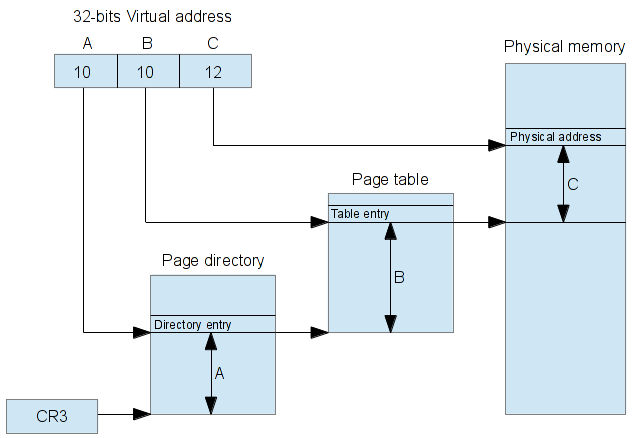 32-bits Virtual address
A B C
10 10 12
Physical memory
Physical address
C
Page table
Table entry
B
Page directory
Directory entry
A
CR3